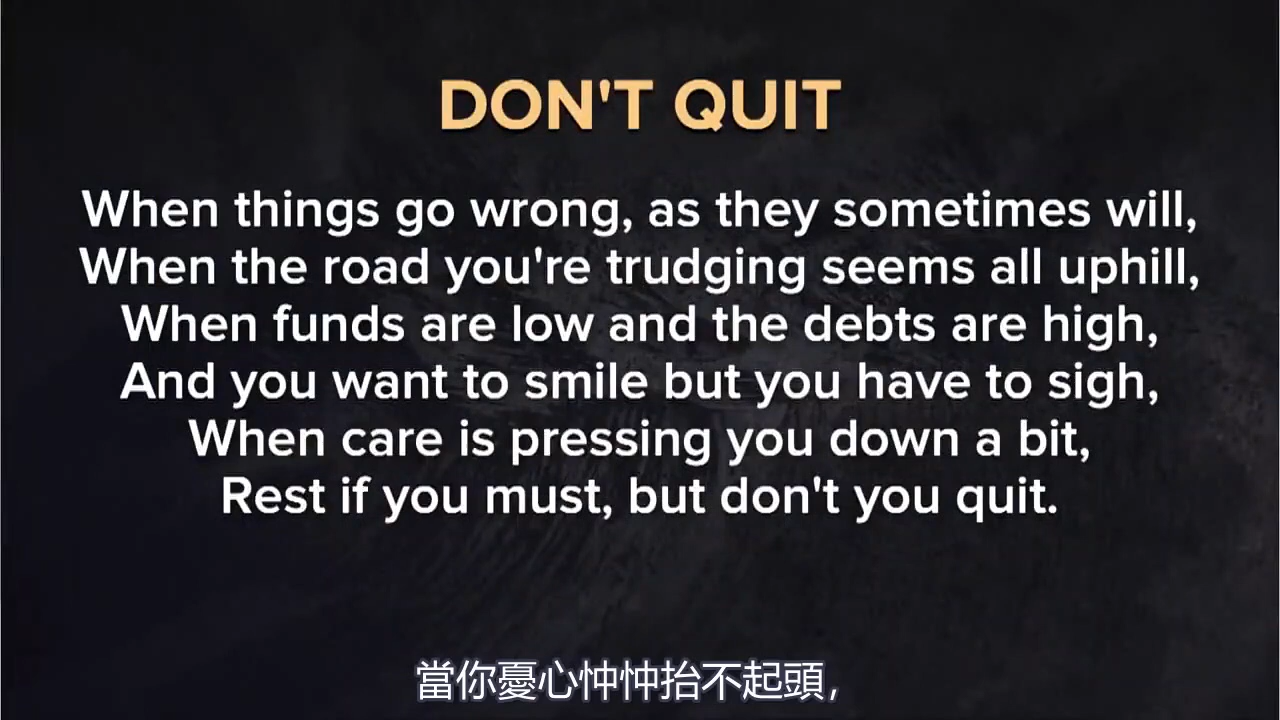 DON'T QUIT
When things go wrong, as they sometimes will,
When the road you're trudging seems all uphill,
When funds are low and the debts are high,
And you want to smile but you have to sigh,
When care is pressing you down a bit,
Rest if you must, but don't you quit.
當你憂心忡忡抬不起頭，